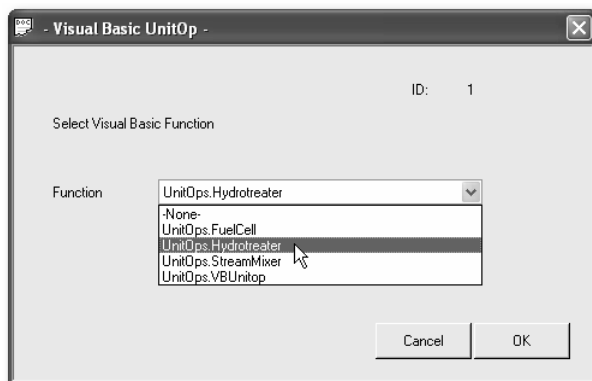 DOC
- Visual Basic UnitOp -
ID: 1
Select Visual Basic Function
Function UnitOps.Hydrotreater
-None-
UnitOps.FuelCell
UnitOps.Hydrotreater
UnitOps.StreamMixer
UnitOps.VBUnitop
Cancel OK